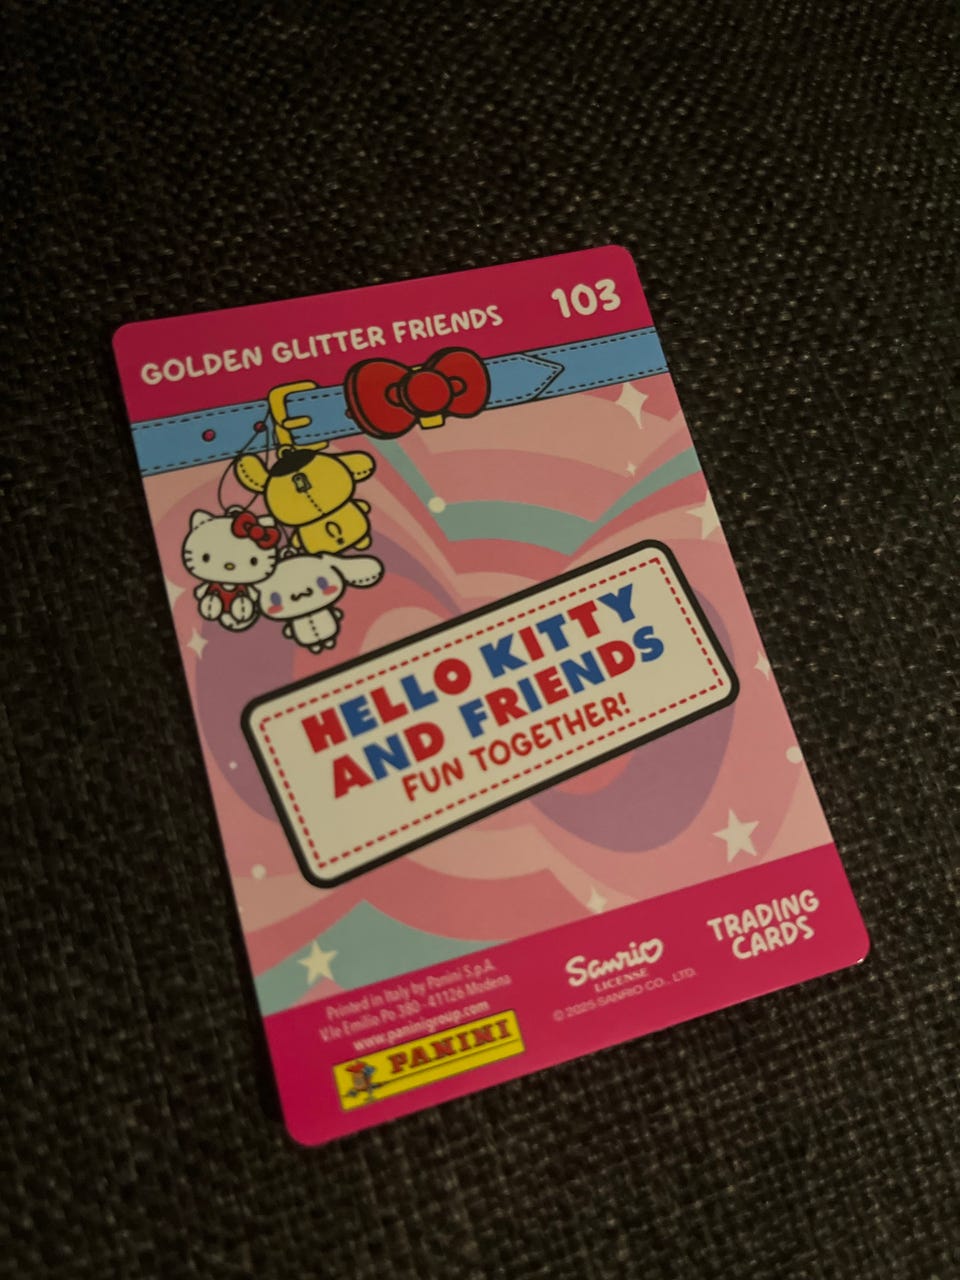 GOLDEN GLITTER FRIENDS
103
HELLO KITTY
AND FRIENDS
FUN TOGETHER!
Printed in Italy by Panini S.p.A.
V.le Emilio Po 380 - 41126 Modena
www.paninigroup.com
PANINI
Sanrio
LICENSE
© 2025 SANRIO CO., LTD.
TRADING
CARDS